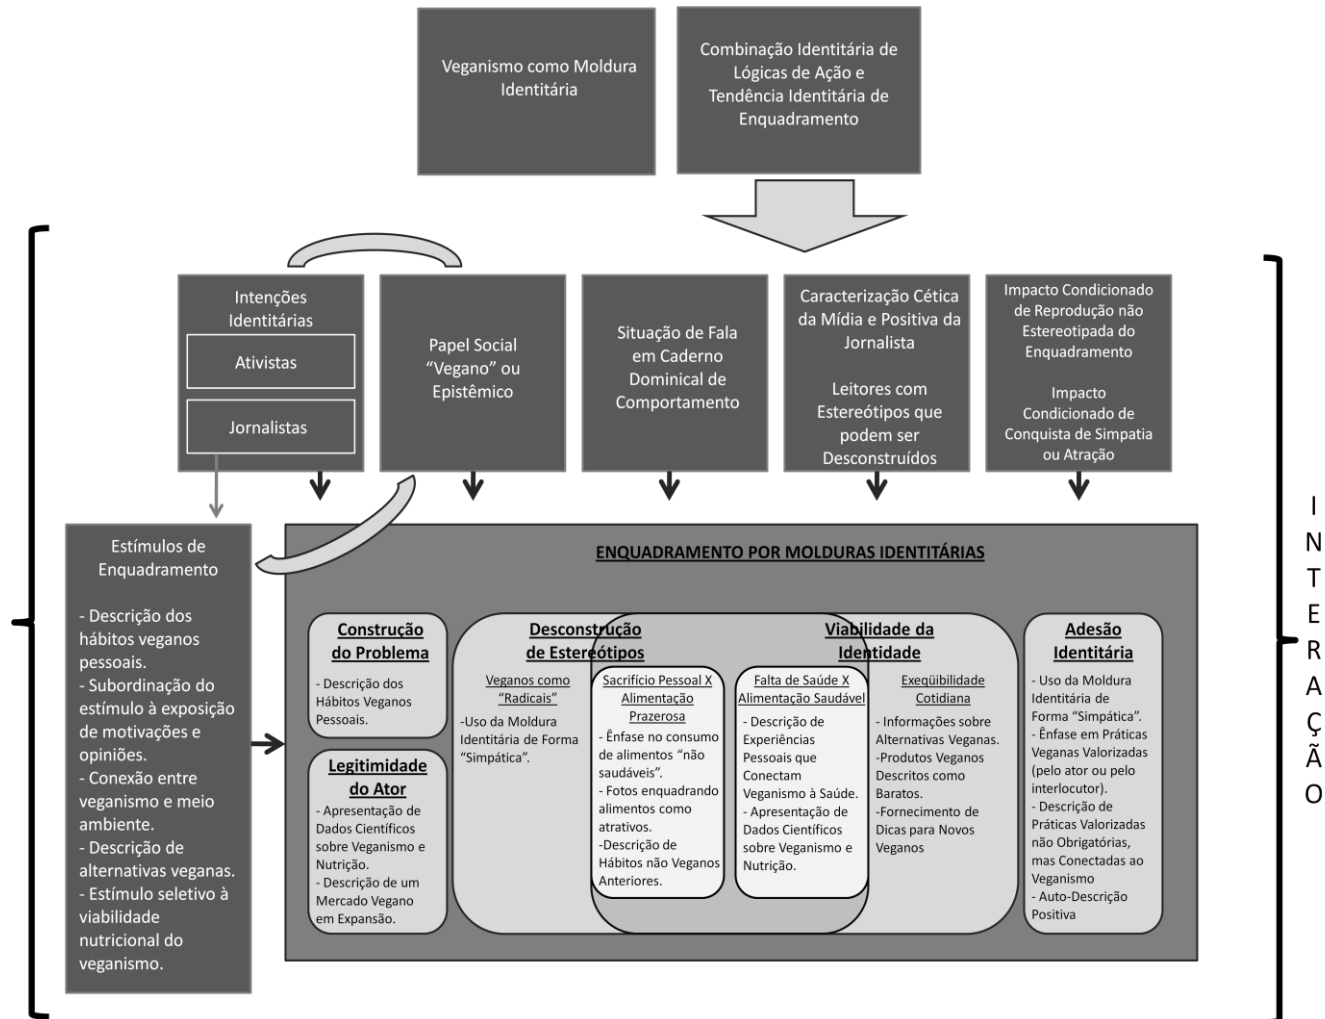 Veganismo como Moldura
Identitária
Combinação Identitária de
Lógicas de Ação e
Tendência Identitária de
Enquadramento
Intenções
Identitárias
Ativistas
Jornalistas
Papel Social
“Vegano” ou
Epistêmico
Situação de Fala
em Caderno
Dominical de
Comportamento
Caracterização Cética
da Mídia e Positiva da
Jornalista
Leitores com
Estereótipos que
podem ser
Desconstruídos
Impacto Condicionado
de Reprodução não
Estereotipada do
Enquadramento
Impacto
Condicionado de
Conquista de Simpatia
ou Atração
Estímulos de
Enquadramento
- Descrição dos
hábitos veganos
pessoais.
- Subordinação do
estímulo à exposição
de motivações e
opiniões.
- Conexão entre
veganismo e meio
ambiente.
- Descrição de
alternativas veganas.
- Estímulo seletivo à
viabilidade
nutricional do
veganismo.
ENQUADRAMENTO POR MOLDURAS IDENTITÁRIAS
Construção
do Problema
- Descrição dos
Hábitos Veganos
Pessoais.
Legitimidade
do Ator
- Apresentação de
Dados Científicos
sobre Veganismo e
Nutrição.
- Descrição de um
Mercado Vegano
em Expansão.
Desconstrução
de Estereótipos
Veganos como
“Radicais”
-Uso da Moldura
Identitária de Forma
“Simpática”.
Sacrifício Pessoal X
Alimentação
Prazerosa
- Ênfase no consumo
de alimentos “não
saudáveis”.
- Fotos enquadrando
alimentos como
atrativos.
-Descrição de
Hábitos não Veganos
Anteriores.
Viabilidade da
Identidade
Falta de Saúde X
Alimentação Saudável
- Descrição de
Experiências
Pessoais que
Conectam
Veganismo à Saúde.
- Apresentação de
Dados Científicos
sobre Veganismo e
Nutrição.
Exeqüibilidade
Cotidiana
- Informações sobre
Alternativas Veganas.
-Produtos Veganos
Descritos como
Baratos.
-Fornecimento de
Dicas para Novos
Veganos
Adesão
Identitária
- Uso da Moldura
Identitária de
Forma “Simpática”.
- Ênfase em Práticas
Veganas Valorizadas
(pelo ator ou pelo
interlocutor).
- Descrição de
Práticas Valorizadas
não Obrigatórias,
mas Conectadas ao
Veganismo
- Auto-Descrição
Positiva
INTERAÇÃO